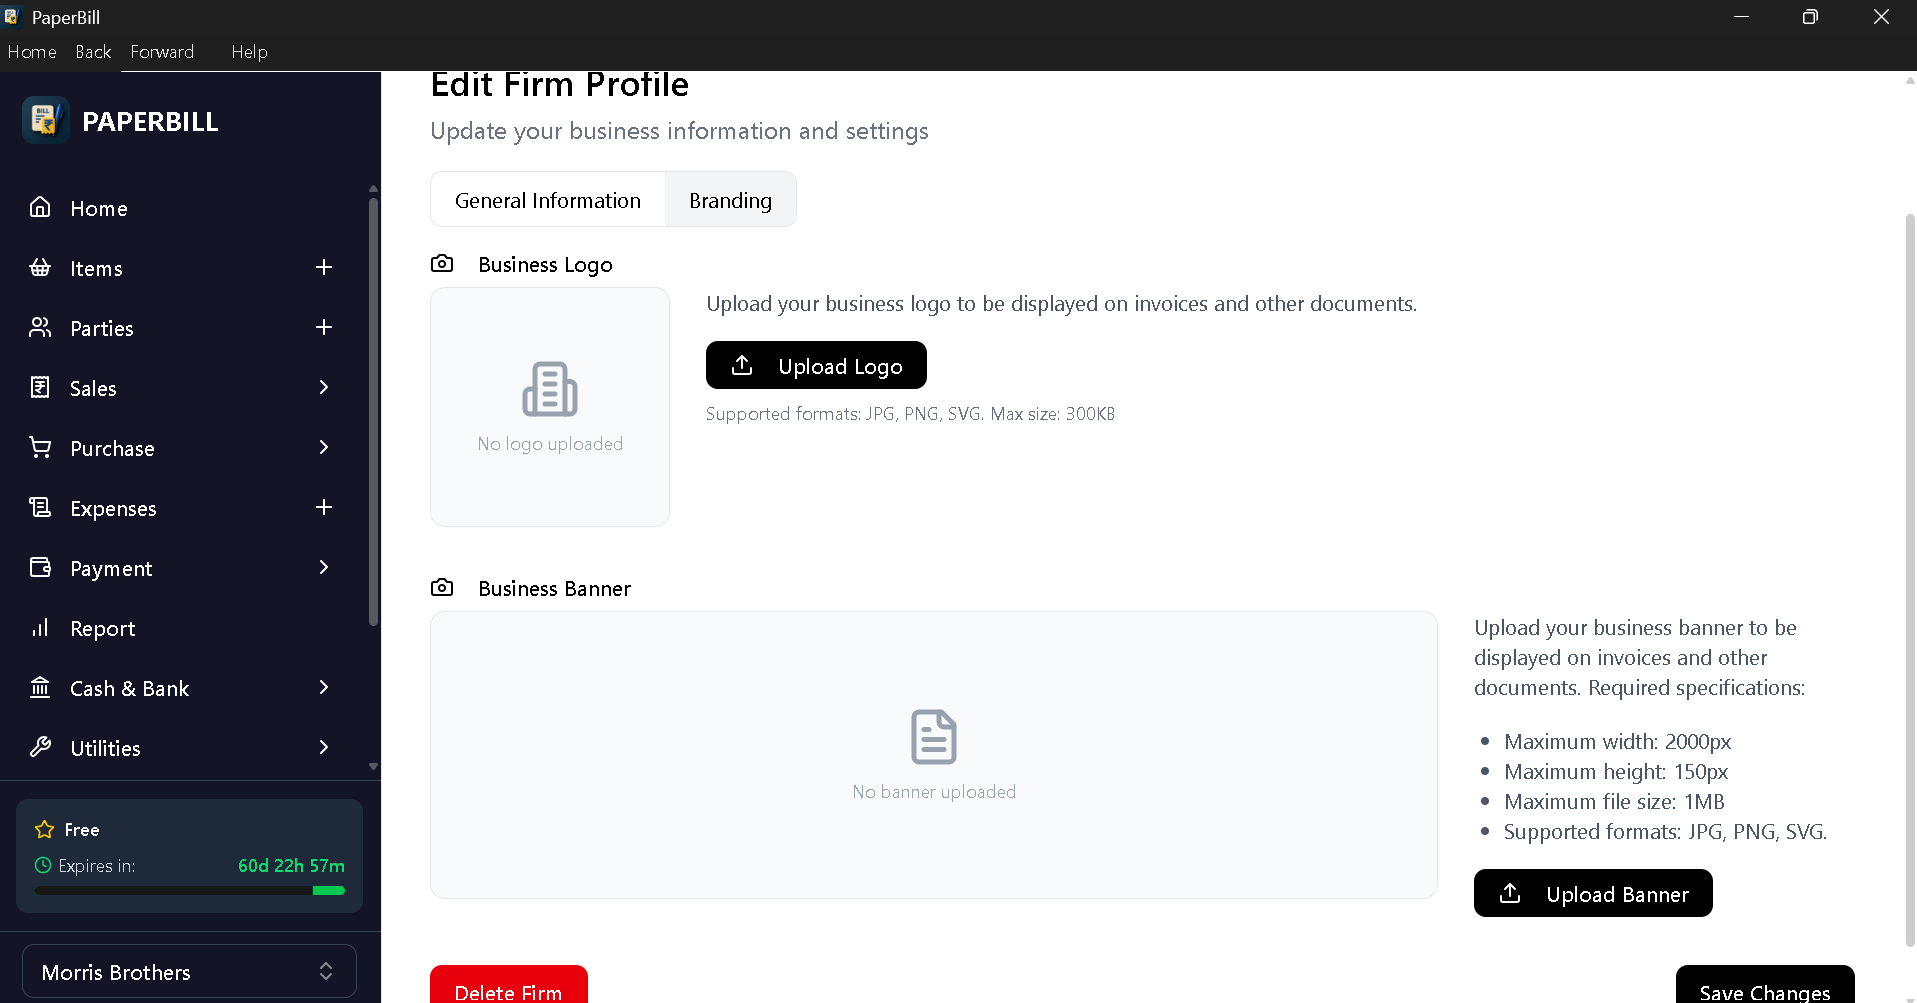 PaperBill
Home Back Forward Help
BILL
PAPERBILL
Home
Items
Parties
Sales
Purchase
Expenses
Payment
Report
Cash & Bank
Utilities
Free
Expires in: 60d 22h 57m
Morris Brothers
Edit Firm Profile
Update your business information and settings
General Information Branding
Business Logo
No logo uploaded
Upload your business logo to be displayed on invoices and other documents.
Upload Logo
Supported formats: JPG, PNG, SVG. Max size: 300KB
Business Banner
No banner uploaded
Upload your business banner to be
displayed on invoices and other
documents. Required specifications:
Maximum width: 2000px
Maximum height: 150px
Maximum file size: 1MB
Supported formats: JPG, PNG, SVG.
Upload Banner
Delete Firm
Save Changes